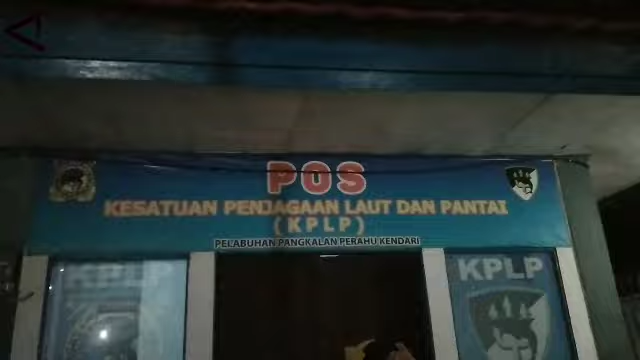 POS
KESATUAN PENJAGAAN LAUT DAN PANTAI
(KPLP)
PELABUHAN PANGKALAN PERAHU KENDARI
KPLP
KPLP